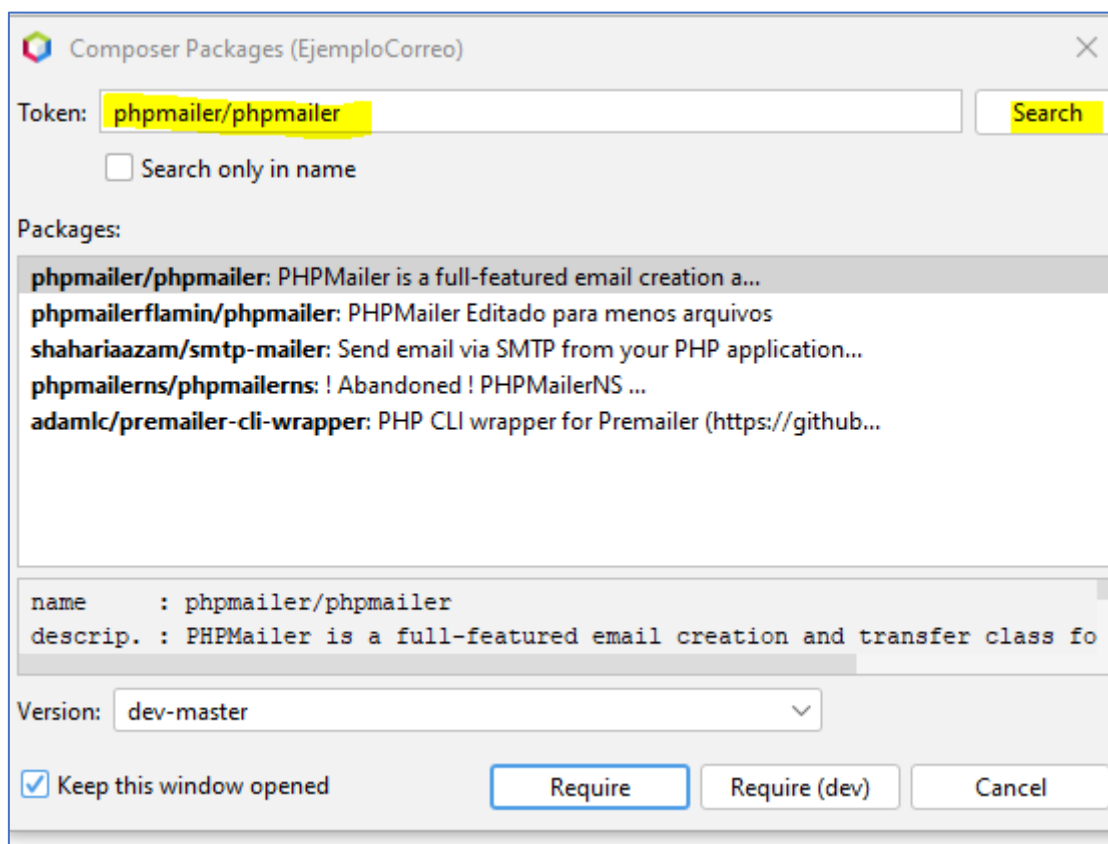 Composer Packages (EjemploCorreo)
Token: phpmailer/phpmailer Search
Search only in name
Packages:
phpmailer/phpmailer: PHPMailer is a full-featured email creation a...
phpmailerflamin/phpmailer: PHPMailer Editado para menos arquivos
shahariaazam/smtp-mailer: Send email via SMTP from your PHP application...
phpmailerns/phpmailerns: ! Abandoned ! PHPMailerNS ...
adamlc/premailer-cli-wrapper: PHP CLI wrapper for Premailer (https://github...
name     : phpmailer/phpmailer
descrip. : PHPMailer is a full-featured email creation and transfer class fo
Version: dev-master
Keep this window opened Require Require (dev) Cancel